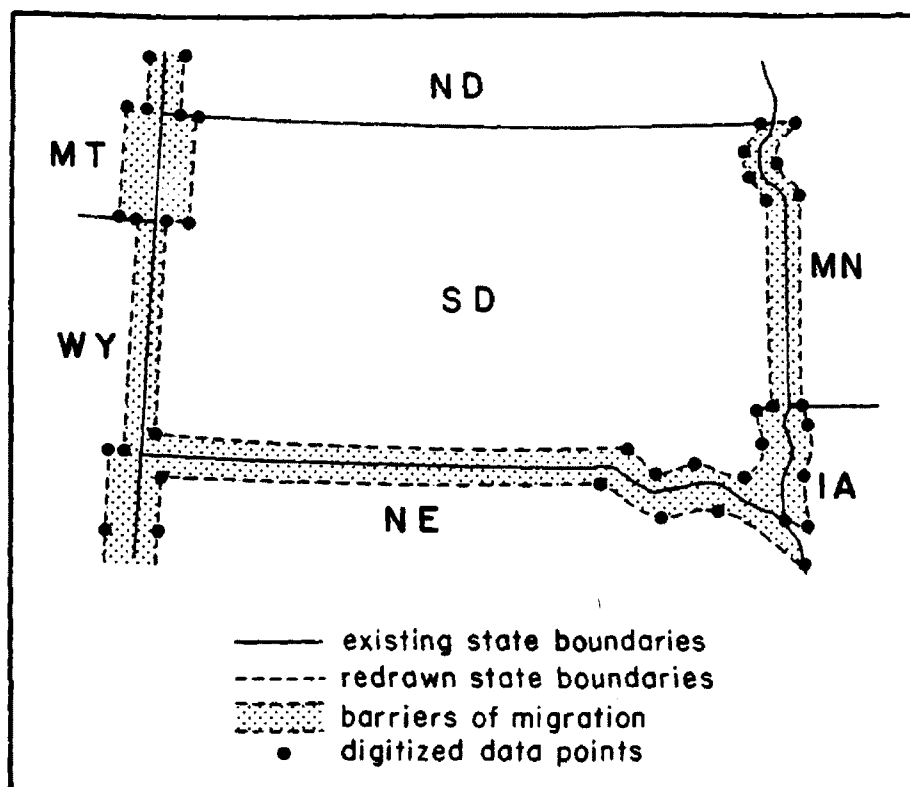 ND
MT
MN
SD
WY
IA
NE
existing state boundaries
redrawn state boundaries
barriers of migration
digitized data points